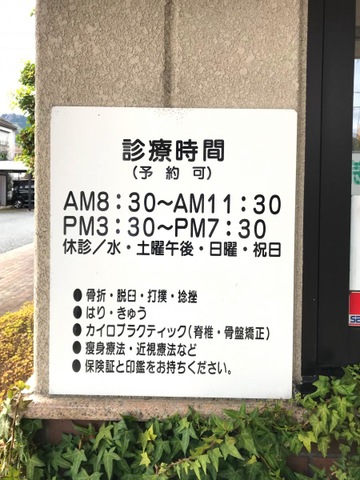 診療時間
(予約可)
AM8:30〜AM11:30
PM3:30〜PM7:30
休診/水・土曜午後・日曜・祝日
●骨折・脱臼・打撲・捻挫
●はり・きゅう
●カイロプラクティック(脊椎・骨盤矯正)
●痩身療法・近視療法など
●保険証と印鑑をお持ちください。